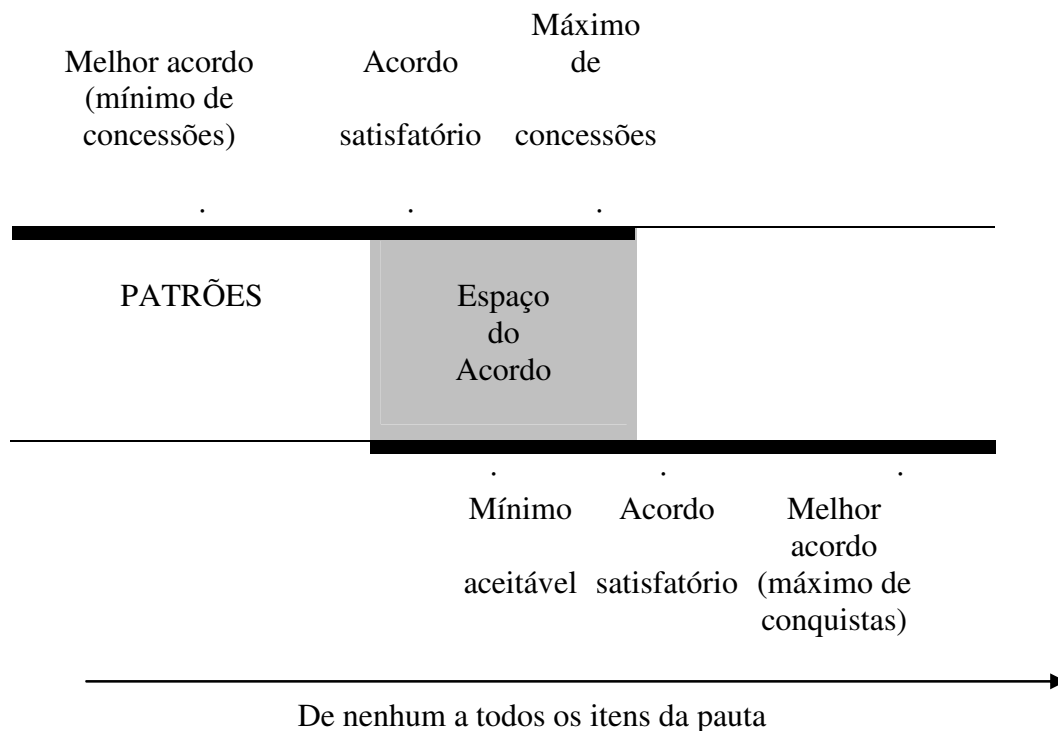 Máximo
Melhor acordo Acordo de
(mínimo de
concessões) satisfatório concessões
. . .
PATRÕES Espaço
do
Acordo
. . .
Mínimo Acordo Melhor
acordo
aceitável satisfatório (máximo de
conquistas)
De nenhum a todos os itens da pauta